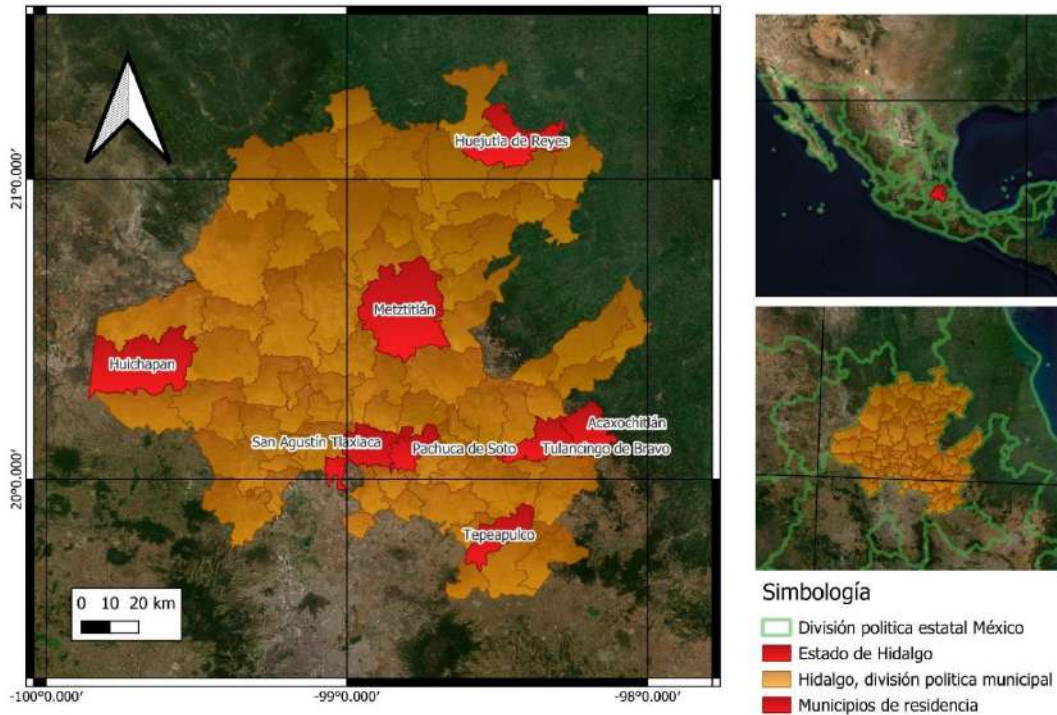 Huejutla de Reyes
21°0.000′
Metztitlán
Huichapan
San Agustín Tlaxiaca
Pachuca de Soto
Acaxochitlán
Tulancingo de Bravo
20°0.000′
Tepeapulco
0 10 20 km
-100°0.000′
-99°0.000′
-98°0.000′
Simbología
División politica estatal México
Estado de Hidalgo
Hidalgo, división politica municipal
Municipios de residencia